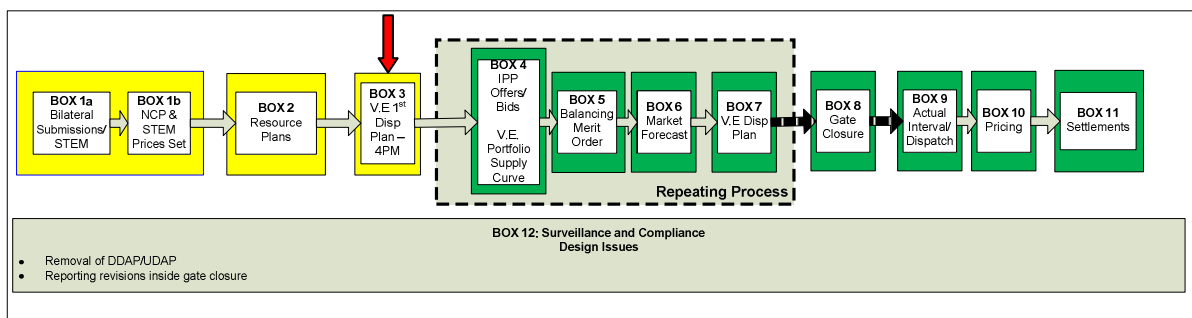 BOX 1a
Bilateral
Submissions/
STEM
BOX 1b
NCP &
STEM
Prices Set
BOX 2
Resource
Plans
BOX 3
V.E 1st
Disp
Plan –
4PM
BOX 4
IPP
Offers/
Bids
V.E.
Portfolio
Supply
Curve
BOX 5
Balancing
Merit
Order
BOX 6
Market
Forecast
BOX 7
V.E Disp
Plan
Repeating Process
BOX 8
Gate
Closure
BOX 9
Actual
Interval/
Dispatch
BOX 10
Pricing
BOX 11
Settlements
BOX 12: Surveillance and Compliance
Design Issues
• Removal of DDAP/UDAP
• Reporting revisions inside gate closure